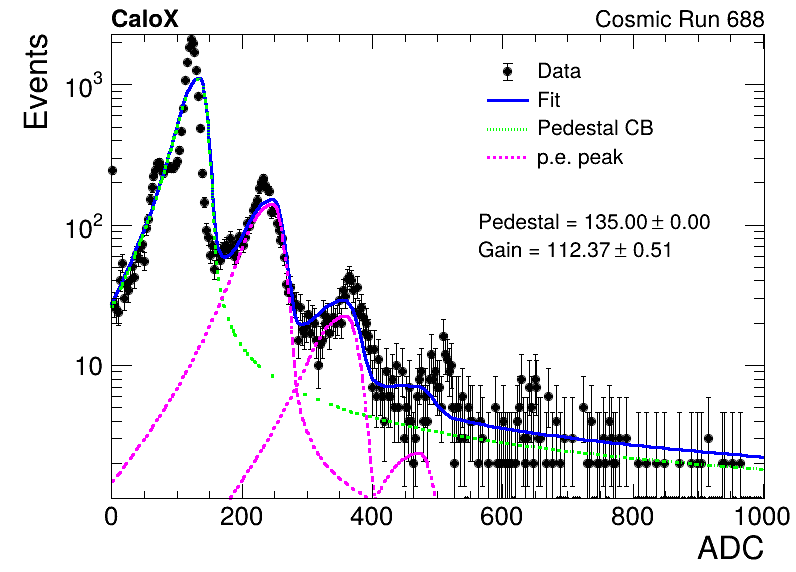 CaloX Cosmic Run 688
Events
10³
10²
10
Data
Fit
Pedestal CB
p.e. peak
Pedestal = 135.00 ± 0.00
Gain = 112.37 ± 0.51
0 200 400 600 800 1000
ADC